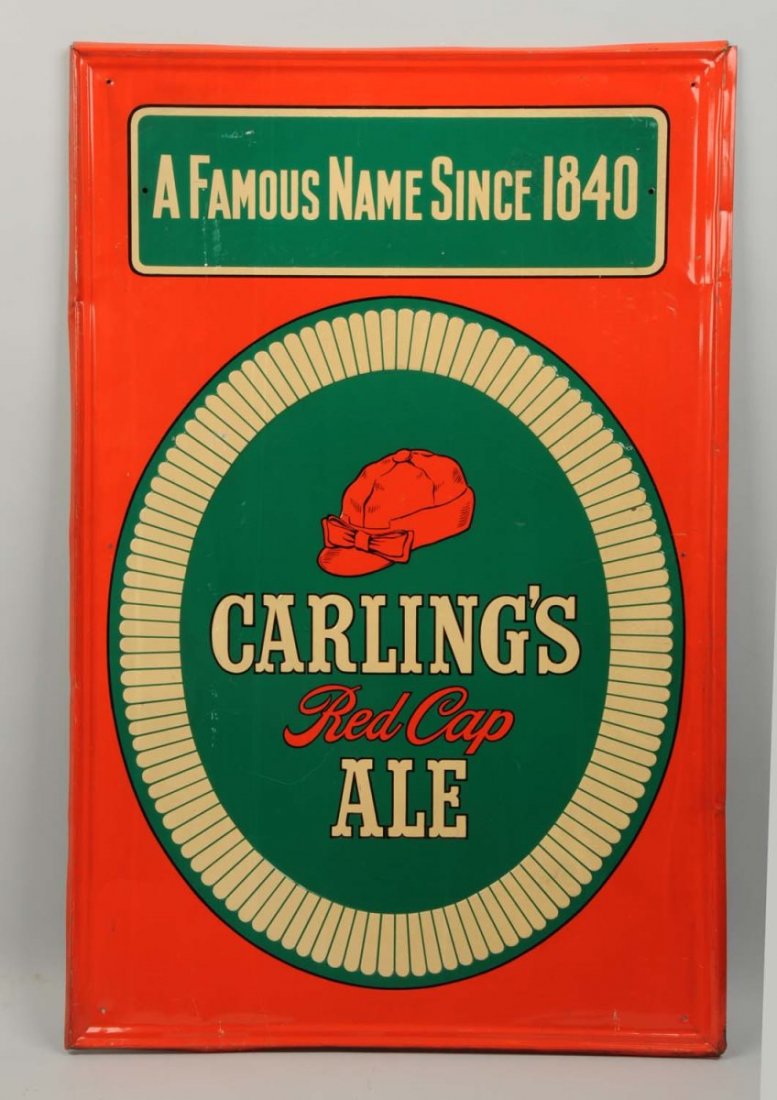 A FAMOUS NAME SINCE 1840
CARLING'S
Red Cap
ALE